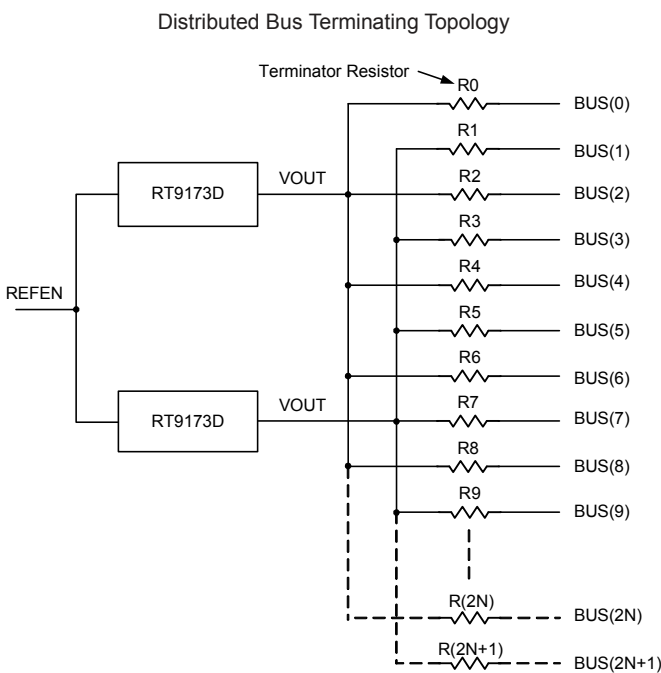 Distributed Bus Terminating Topology
Terminator Resistor
R0
BUS(0)
R1
BUS(1)
RT9173D
VOUT
R2
BUS(2)
R3
BUS(3)
R4
BUS(4)
REFEN
R5
BUS(5)
R6
BUS(6)
RT9173D
VOUT
R7
BUS(7)
R8
BUS(8)
R9
BUS(9)
R(2N)
BUS(2N)
R(2N+1)
BUS(2N+1)